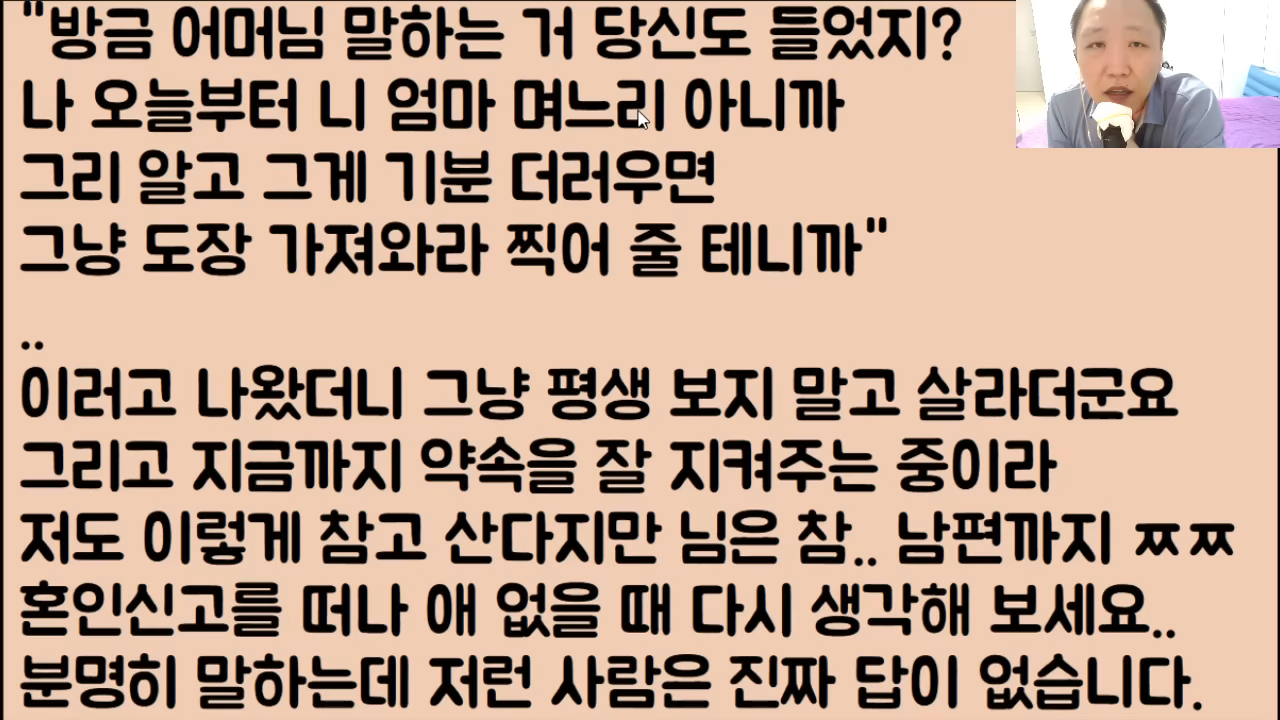 "방금 어머님 말하는 거 당신도 들었지?
나 오늘부터 니 엄마 며느리 아니까
그리 알고 그게 기분 더러우면
그냥 도장 가져와라 찍어 줄 테니까"
..
이러고 나왔더니 그냥 평생 보지 말고 살라더군요
그리고 지금까지 약속을 잘 지켜주는 중이라
저도 이렇게 참고 산다지만 님은 참.. 남편까지 ㅉㅉ
혼인신고를 떠나 애 없을 때 다시 생각해 보세요..
분명히 말하는데 저런 사람은 진짜 답이 없습니다.